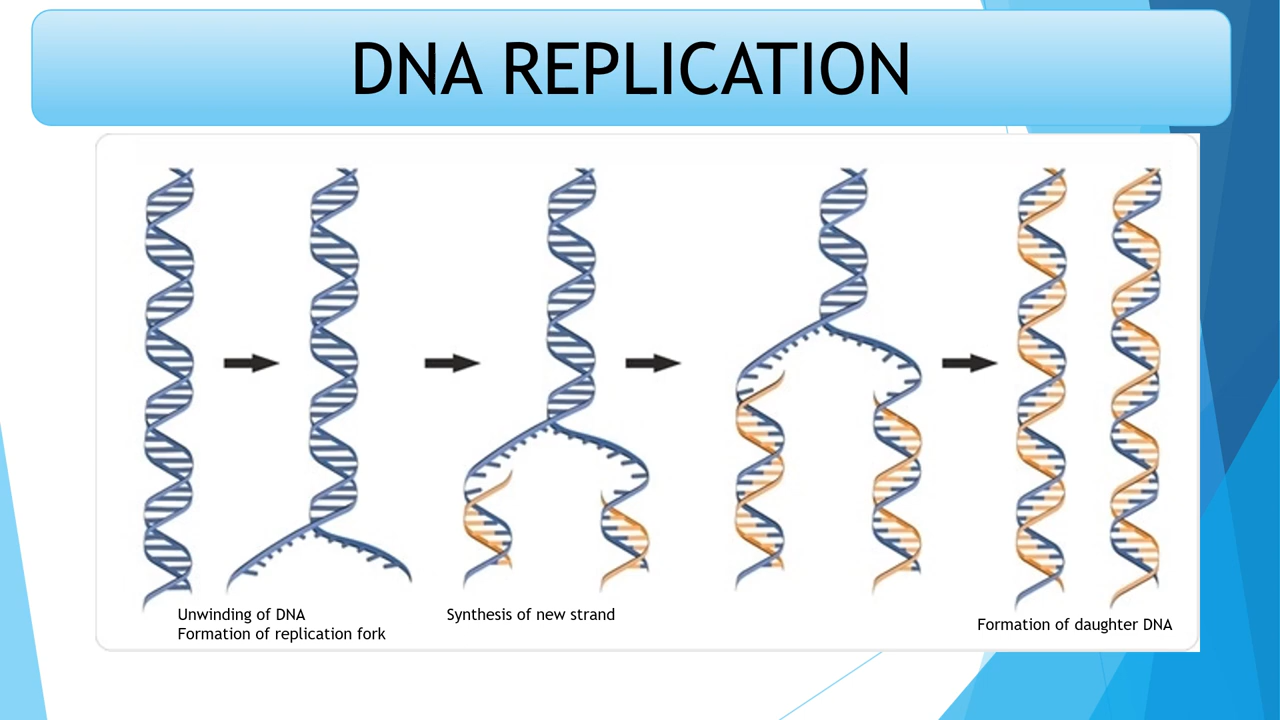 DNA REPLICATION
Unwinding of DNA
Formation of replication fork
Synthesis of new strand
Formation of daughter DNA